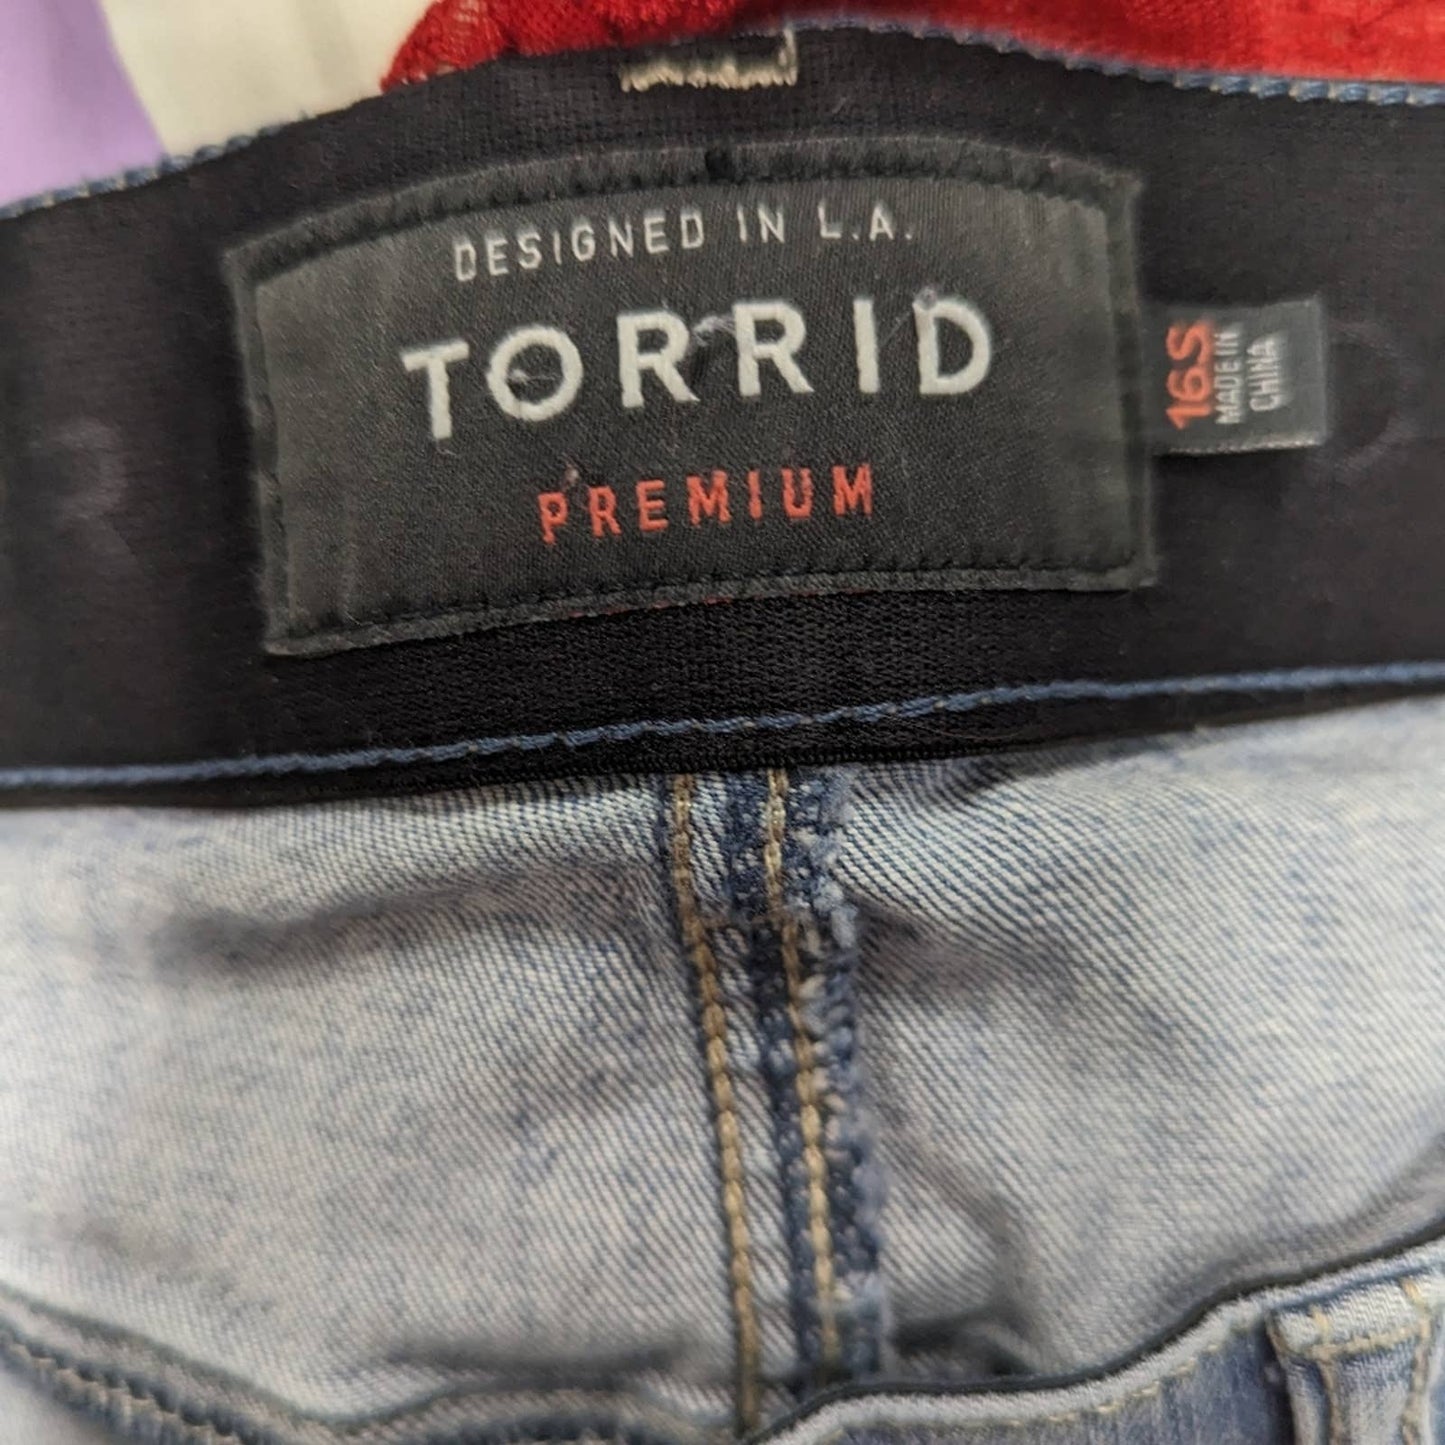 DESIGNED IN L.A.
TORRID
PREMIUM
16S
MADE IN
CHINA